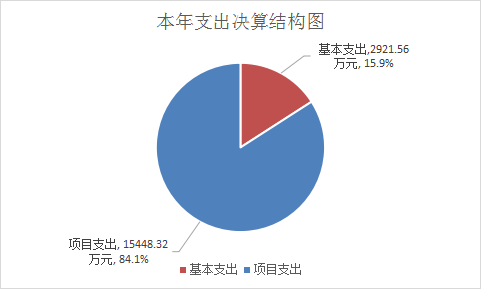 本年支出决算结构图
基本支出,2921.56
万元, 15.9%
项目支出, 15448.32
万元, 84.1%
基本支出 项目支出